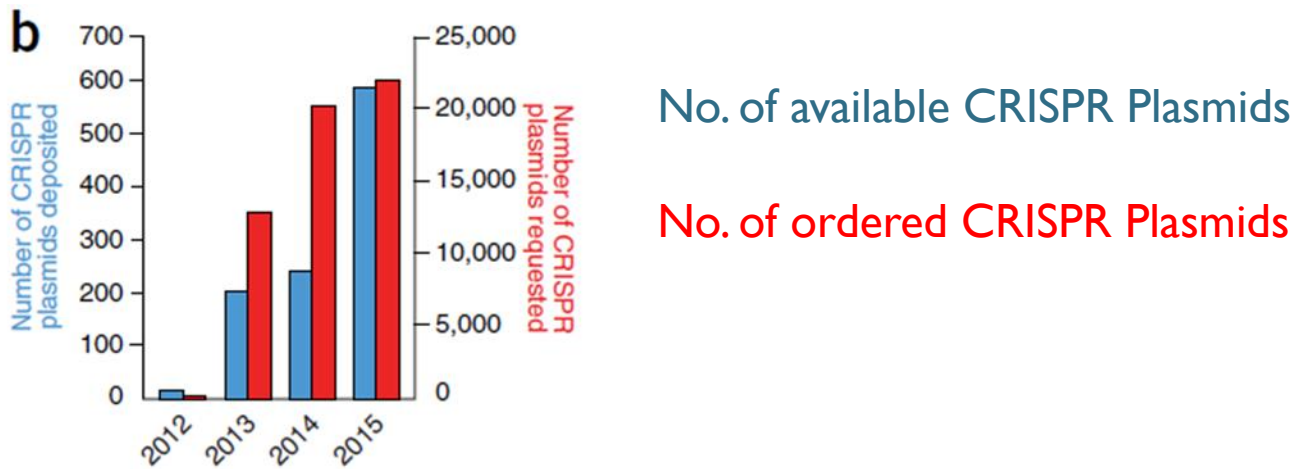 b
Number of CRISPR
plasmids deposited
700
600
500
400
300
200
100
0
25,000
20,000
15,000
10,000
5,000
0
Number of CRISPR
plasmids requested
2012
2013
2014
2015
No. of available CRISPR Plasmids
No. of ordered CRISPR Plasmids